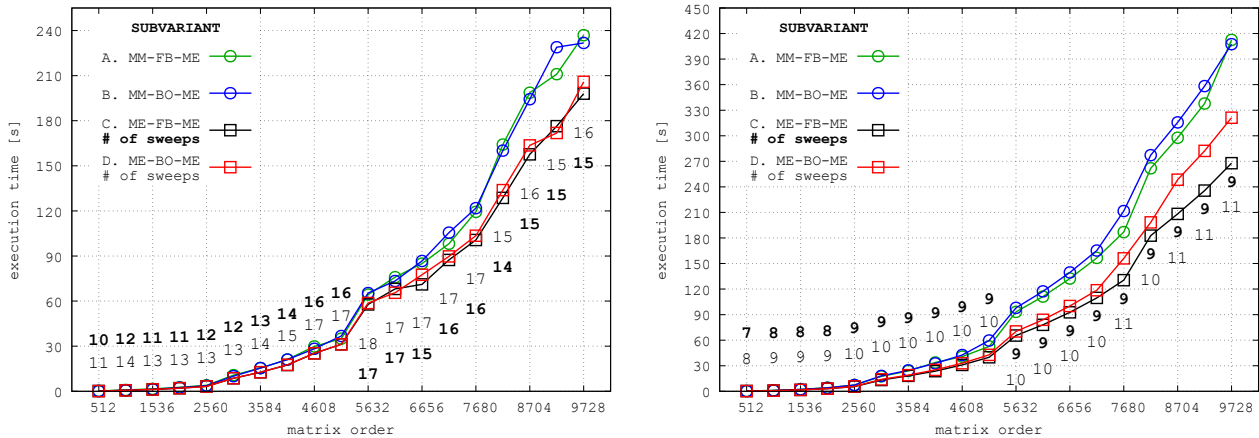 SUBVARIANT
A. MM-FB-ME
B. MM-BO-ME
C. ME-FB-ME
# of sweeps
D. ME-BO-ME
# of sweeps
execution time [s]
240
210
180
150
120
90
60
30
0
10 12 11 11 12 12 13 14 16 16 17 17 15 16 16 14 15 15 15
11 14 13 13 13 13 14 15 17 17 18 17 17 17 17 15 16 15 16
512 1536 2560 3584 4608 5632 6656 7680 8704 9728
matrix order
SUBVARIANT
A. MM-FB-ME
B. MM-BO-ME
C. ME-FB-ME
# of sweeps
D. ME-BO-ME
# of sweeps
execution time [s]
450
420
390
360
330
300
270
240
210
180
150
120
90
60
30
0
7 8 8 8 9 9 9 9 9 9 9 9 9 9 9 9 9 9 9
8 9 9 9 10 10 10 10 10 10 10 10 10 10 11 10 11 11 11
512 1536 2560 3584 4608 5632 6656 7680 8704 9728
matrix order